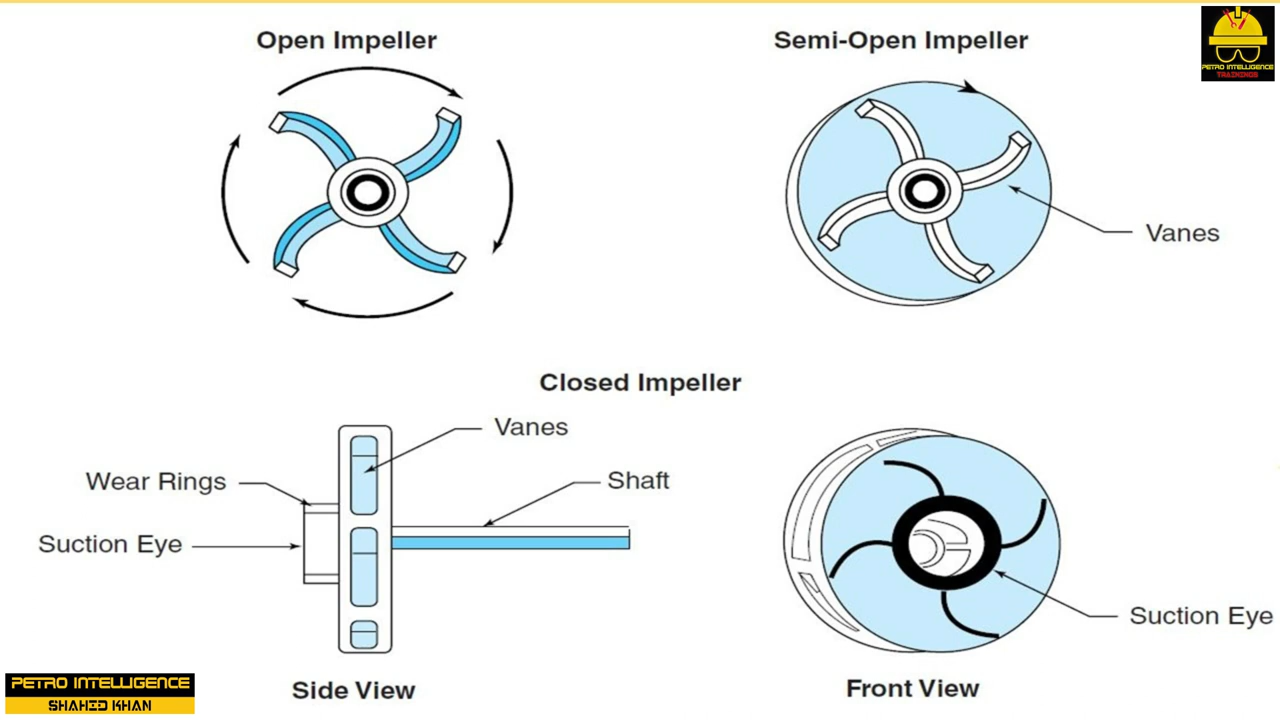 Open Impeller
Semi-Open Impeller
PETRO INTELLIGENCE
TRAININGS
Vanes
Closed Impeller
Vanes
Wear Rings
Shaft
Suction Eye
Suction Eye
Side View
Front View
PETRO INTELLIGENCE
SHAHID KHAN